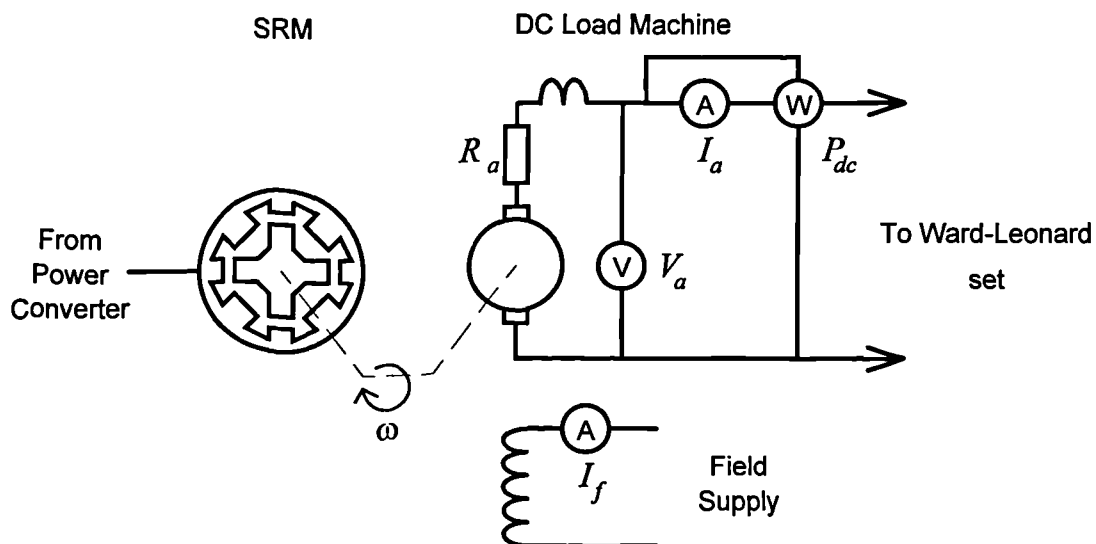 SRM
DC Load Machine
A
W
R a
I a
P dc
From
Power
Converter
V
V a
To Ward-Leonard
set
ω
A
I f
Field
Supply